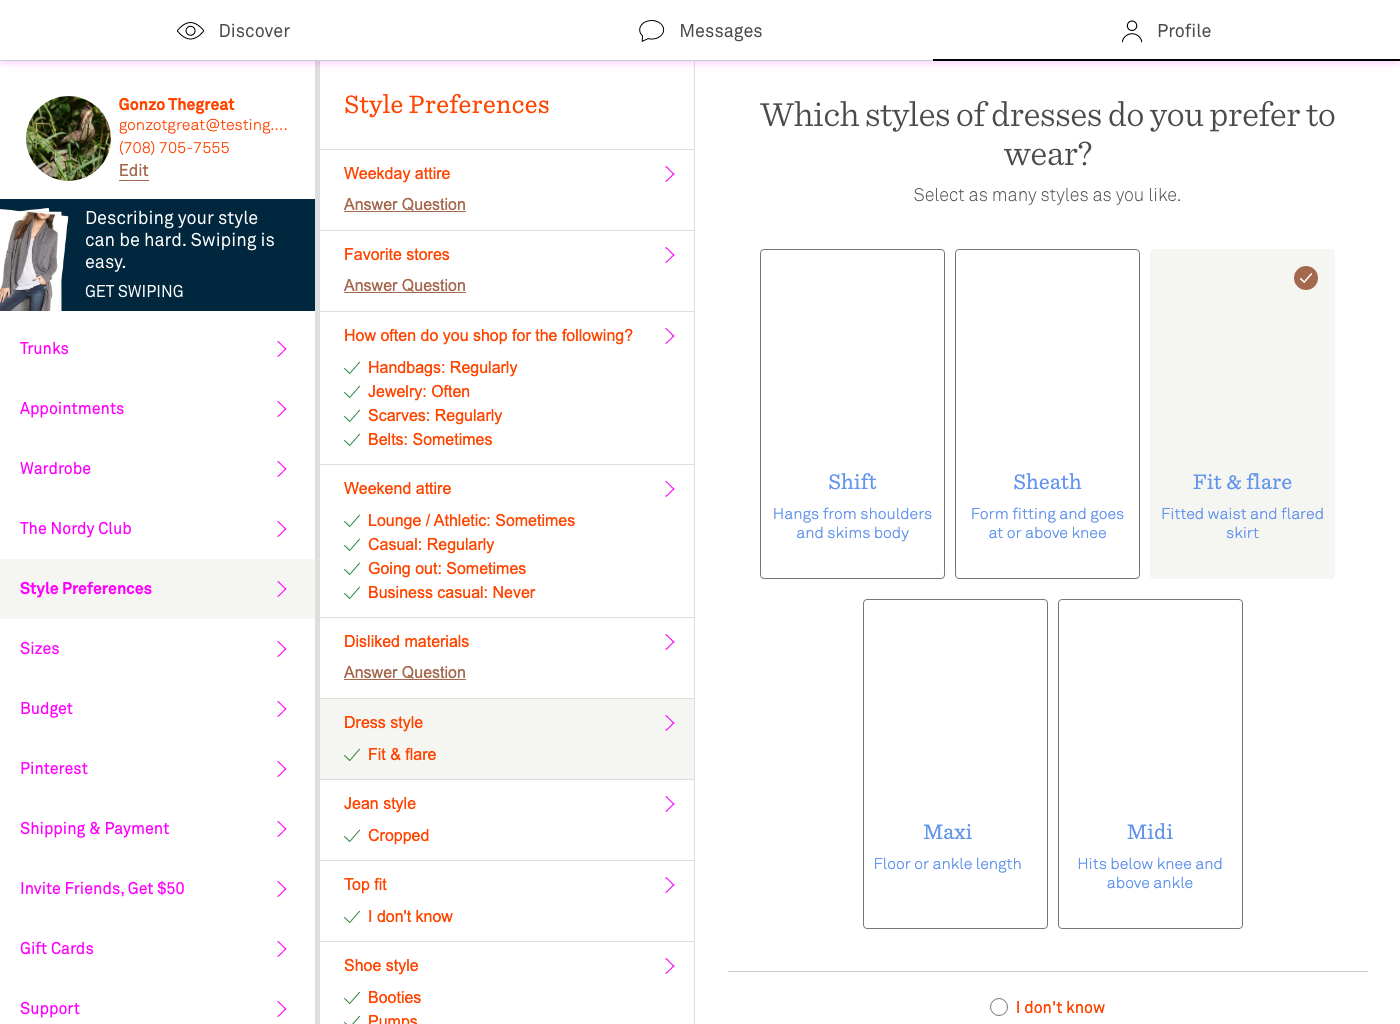 Discover
Messages
Profile
Gonzo Thegreat
gonzotgreat@testing....
(708) 705-7555
Edit
Describing your style
can be hard. Swiping is
easy.
GET SWIPING
Trunks
Appointments
Wardrobe
The Nordy Club
Style Preferences
Sizes
Budget
Pinterest
Shipping & Payment
Invite Friends, Get $50
Gift Cards
Support
Style Preferences
Weekday attire
Answer Question
Favorite stores
Answer Question
How often do you shop for the following?
Handbags: Regularly
Jewelry: Often
Scarves: Regularly
Belts: Sometimes
Weekend attire
Lounge / Athletic: Sometimes
Casual: Regularly
Going out: Sometimes
Business casual: Never
Disliked materials
Answer Question
Dress style
Fit & flare
Jean style
Cropped
Top fit
I don't know
Shoe style
Booties
Pumps
Which styles of dresses do you prefer to
wear?
Select as many styles as you like.
Shift
Hangs from shoulders
and skims body
Sheath
Form fitting and goes
at or above knee
Fit & flare
Fitted waist and flared
skirt
Maxi
Floor or ankle length
Midi
Hits below knee and
above ankle
I don't know